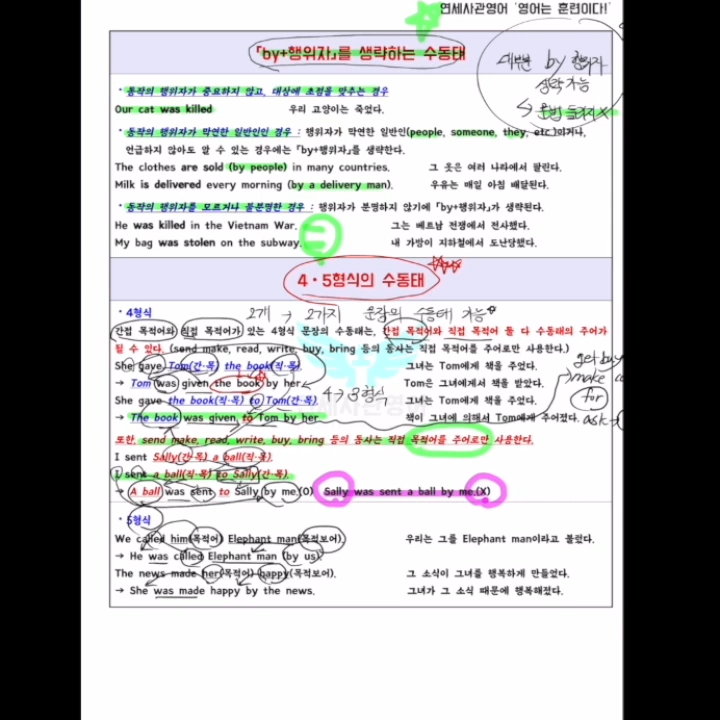 연세사관영어 '영어는 훈련이다!'
「by+행위자」를 생략하는 수동태
대부분 by 행위자
생략 가능
→ 문법 틀려지X
· 동작의 행위자가 중요하지 않고, 대상에 초점을 맞추는 경우
Our cat was killed 우리 고양이는 죽었다.
· 동작의 행위자가 막연한 일반인인 경우 : 행위자가 막연한 일반인(people, someone, they, etc )이거나,
언급하지 않아도 알 수 있는 경우에는 「by+행위자」를 생략한다.
The clothes are sold (by people) in many countries. 그 옷은 여러 나라에서 팔린다.
Milk is delivered every morning (by a delivery man). 우유는 매일 아침 배달된다.
· 동작의 행위자를 모르거나 불분명한 경우 : 행위자가 분명하지 않기에 「by+행위자」가 생략된다.
He was killed in the Vietnam War. 그는 베트남 전쟁에서 전사했다.
My bag was stolen on the subway. 내 가방이 지하철에서 도난당했다.
4・5형식의 수동태
· 4형식 2개 → 2가지 문장의 수동태 가능
간접 목적어와 직접 목적어가 있는 4형식 문장의 수동태는, 간접 목적어와 직접 목적어 둘 다 수동태의 주어가
될 수 있다. (send make, read, write, buy, bring 등의 동사는 직접 목적어를 주어로만 사용한다.)
She gave Tom(간·목) the book(직·목). 그녀는 Tom에게 책을 주었다.
get buy
→ Tom was given the book by her Tom은 그녀에게서 책을 받았다.
make
4→3형식
She gave the book(직·목) to Tom(간·목). 그녀는 Tom에게 책을 주었다.
for
→ The book was given to Tom by her 책이 그녀에 의해서 Tom에게 주어졌다.
ask→
또한, send make, read, write, buy, bring 등의 동사는 직접 목적어를 주어로만 사용한다.
I sent Sally(간·목) a ball(직·목).
I sent a ball(직·목) to Sally(간·목).
→ A ball was sent to Sally by me.(O) Sally was sent a ball by me.(X)
· 5형식
We called him(목적어) Elephant man(목적보어). 우리는 그를 Elephant man이라고 불렀다.
→ He was called Elephant man (by us).
The news made her(목적어) happy(목적보어). 그 소식이 그녀를 행복하게 만들었다.
→ She was made happy by the news. 그녀가 그 소식 때문에 행복해졌다.